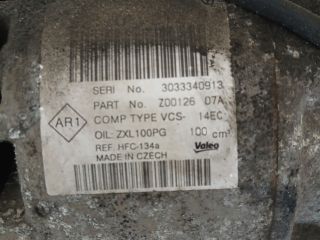 SERI No. 3033340913
PART No. Z00126 07A
AR1
COMP TYPE VCS- 14EC
OIL: ZXL100PG 100 cm³
REF. HFC-134a Valeo
MADE IN CZECH